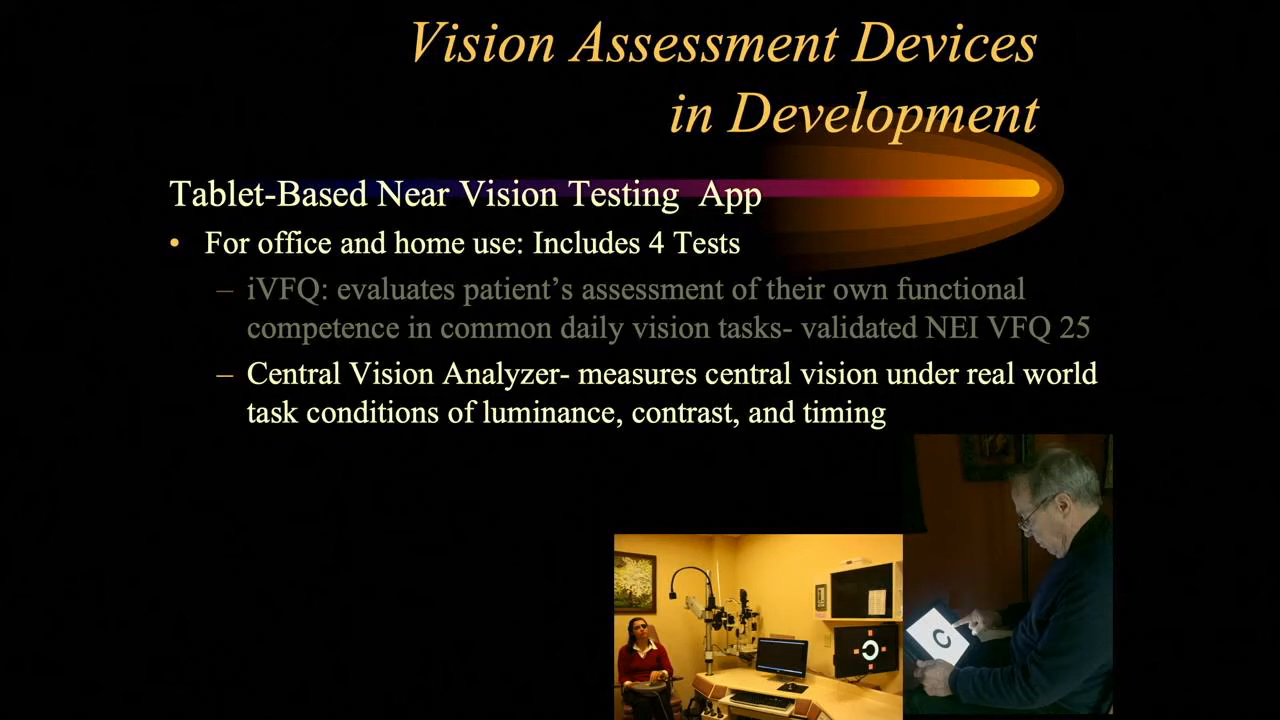 Vision Assessment Devices
in Development
Tablet-Based Near Vision Testing  App
• For office and home use: Includes 4 Tests
– iVFQ: evaluates patient’s assessment of their own functional
competence in common daily vision tasks- validated NEI VFQ 25
– Central Vision Analyzer- measures central vision under real world
task conditions of luminance, contrast, and timing